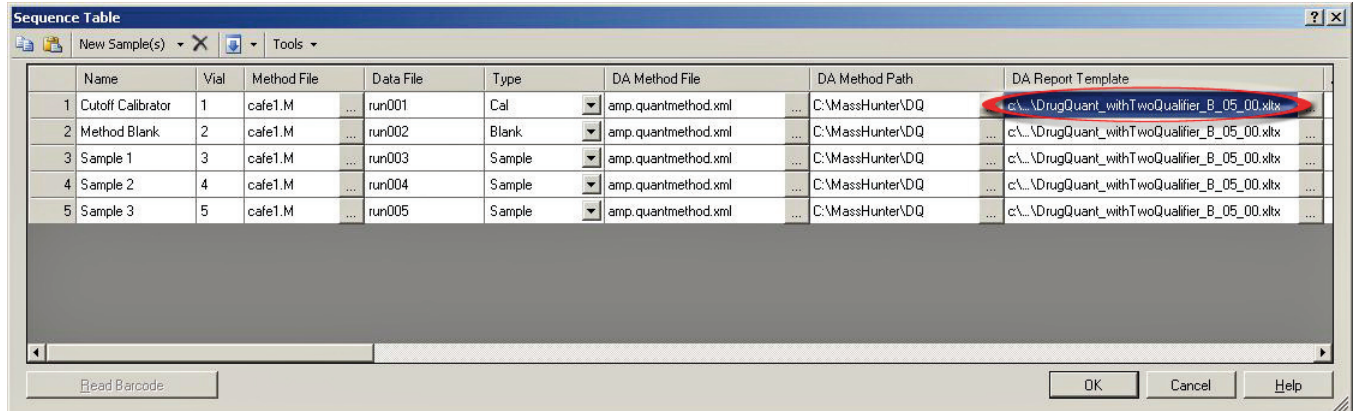 Sequence Table
New Sample(s) Tools
Name Vial Method File Data File Type DA Method File DA Method Path DA Report Template
1 Cutoff Calibrator 1 cafe1.M ... run001 Cal amp.quantmethod.xml ... C:\MassHunter\DQ ... c:\...\DrugQuant_withTwoQualifier_B_05_00.xltx ...
2 Method Blank 2 cafe1.M ... run002 Blank amp.quantmethod.xml ... C:\MassHunter\DQ ... c:\...\DrugQuant_withTwoQualifier_B_05_00.xltx ...
3 Sample 1 3 cafe1.M ... run003 Sample amp.quantmethod.xml ... C:\MassHunter\DQ ... c:\...\DrugQuant_withTwoQualifier_B_05_00.xltx ...
4 Sample 2 4 cafe1.M ... run004 Sample amp.quantmethod.xml ... C:\MassHunter\DQ ... c:\...\DrugQuant_withTwoQualifier_B_05_00.xltx ...
5 Sample 3 5 cafe1.M ... run005 Sample amp.quantmethod.xml ... C:\MassHunter\DQ ... c:\...\DrugQuant_withTwoQualifier_B_05_00.xltx ...
Read Barcode OK Cancel Help